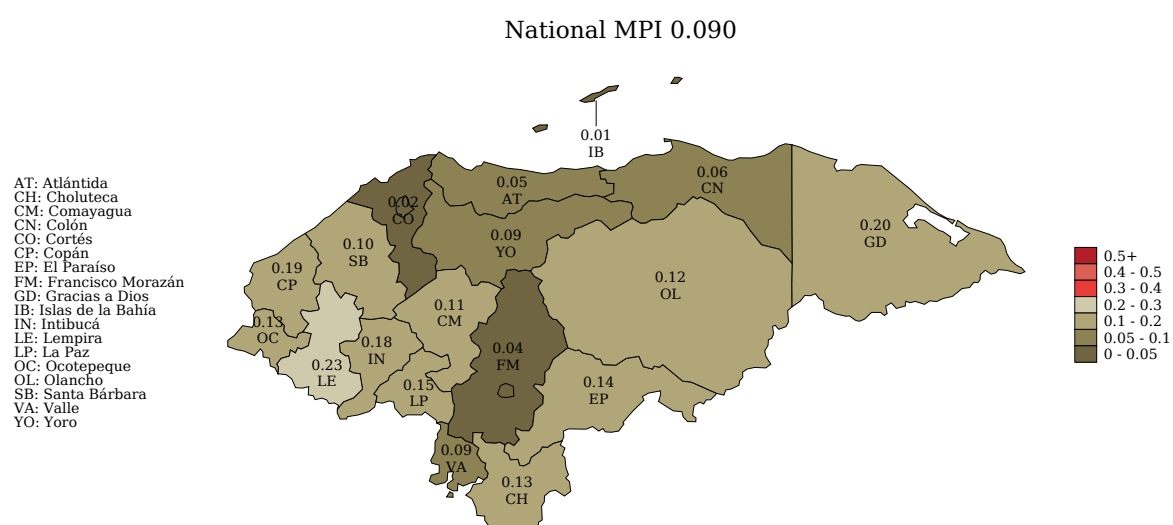 National MPI 0.090
0.01
IB
0.06
CN
0.05
AT
0.02
CO
0.20
GD
0.09
YO
0.10
SB
0.19
CP
0.12
OL
0.11
CM
0.13
OC
0.18
IN
0.04
FM
0.23
LE
0.15
LP
0.14
EP
0.09
VA
0.13
CH
AT: Atlántida
CH: Choluteca
CM: Comayagua
CN: Colón
CO: Cortés
CP: Copán
EP: El Paraíso
FM: Francisco Morazán
GD: Gracias a Dios
IB: Islas de la Bahía
IN: Intibucá
LE: Lempira
LP: La Paz
OC: Ocotepeque
OL: Olancho
SB: Santa Bárbara
VA: Valle
YO: Yoro
0.5+
0.4 - 0.5
0.3 - 0.4
0.2 - 0.3
0.1 - 0.2
0.05 - 0.1
0 - 0.05